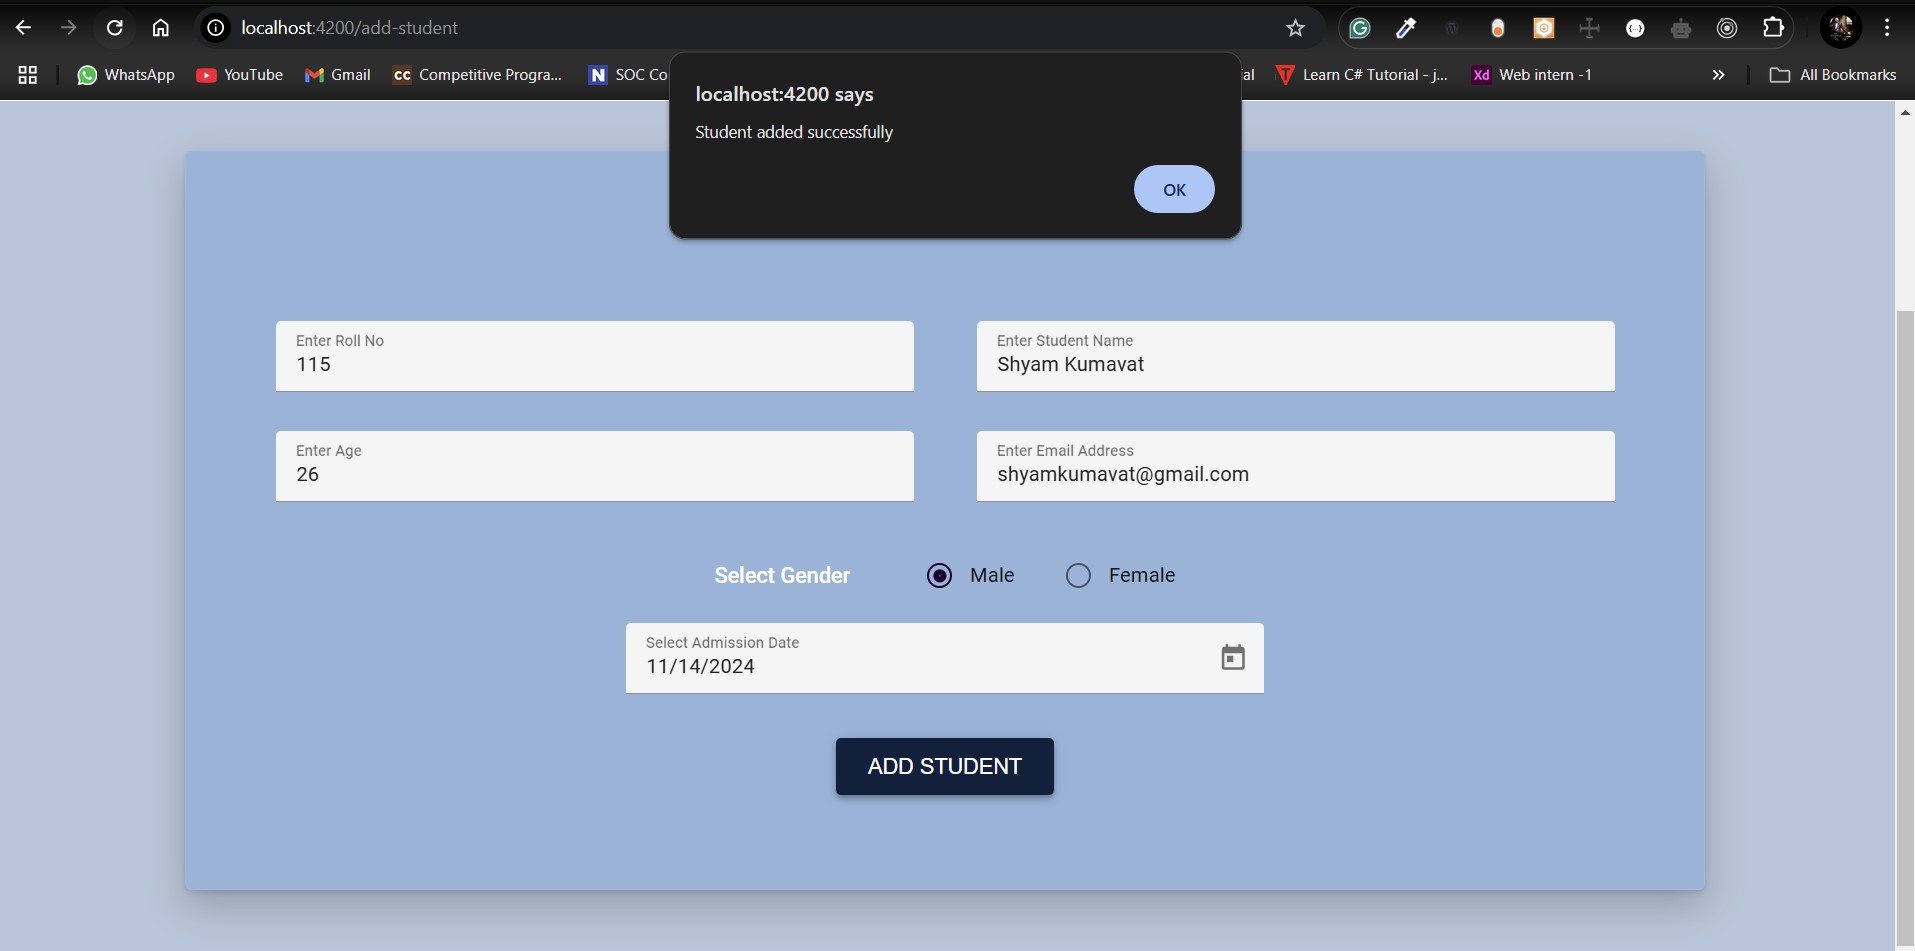 localhost:4200/add-student
WhatsApp YouTube Gmail CC Competitive Progra... N SOC Co al T Learn C# Tutorial - j... Xd Web intern -1 » All Bookmarks
localhost:4200 says
Student added successfully
OK
Enter Roll No
115
Enter Student Name
Shyam Kumavat
Enter Age
26
Enter Email Address
shyamkumavat@gmail.com
Select Gender Male Female
Select Admission Date
11/14/2024
ADD STUDENT